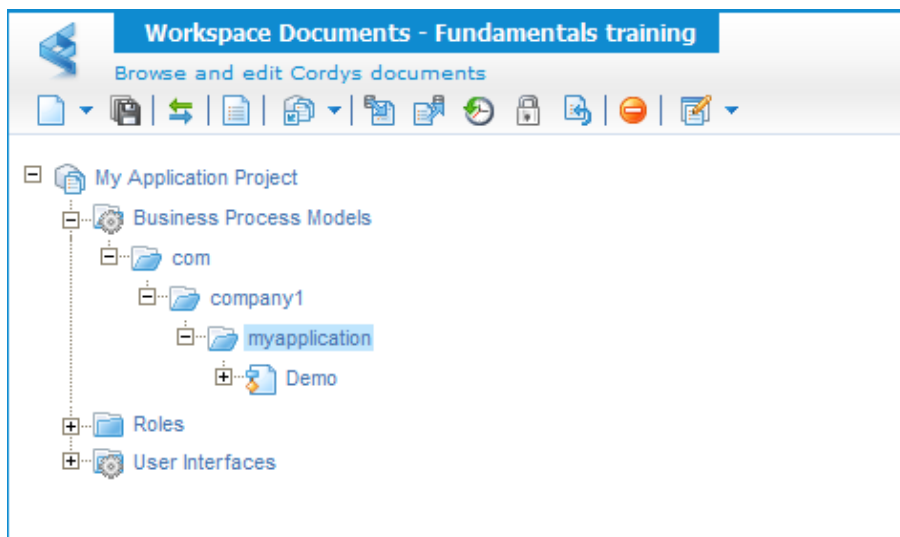 Workspace Documents - Fundamentals training
Browse and edit Cordys documents
My Application Project
Business Process Models
com
company1
myapplication
Demo
Roles
User Interfaces